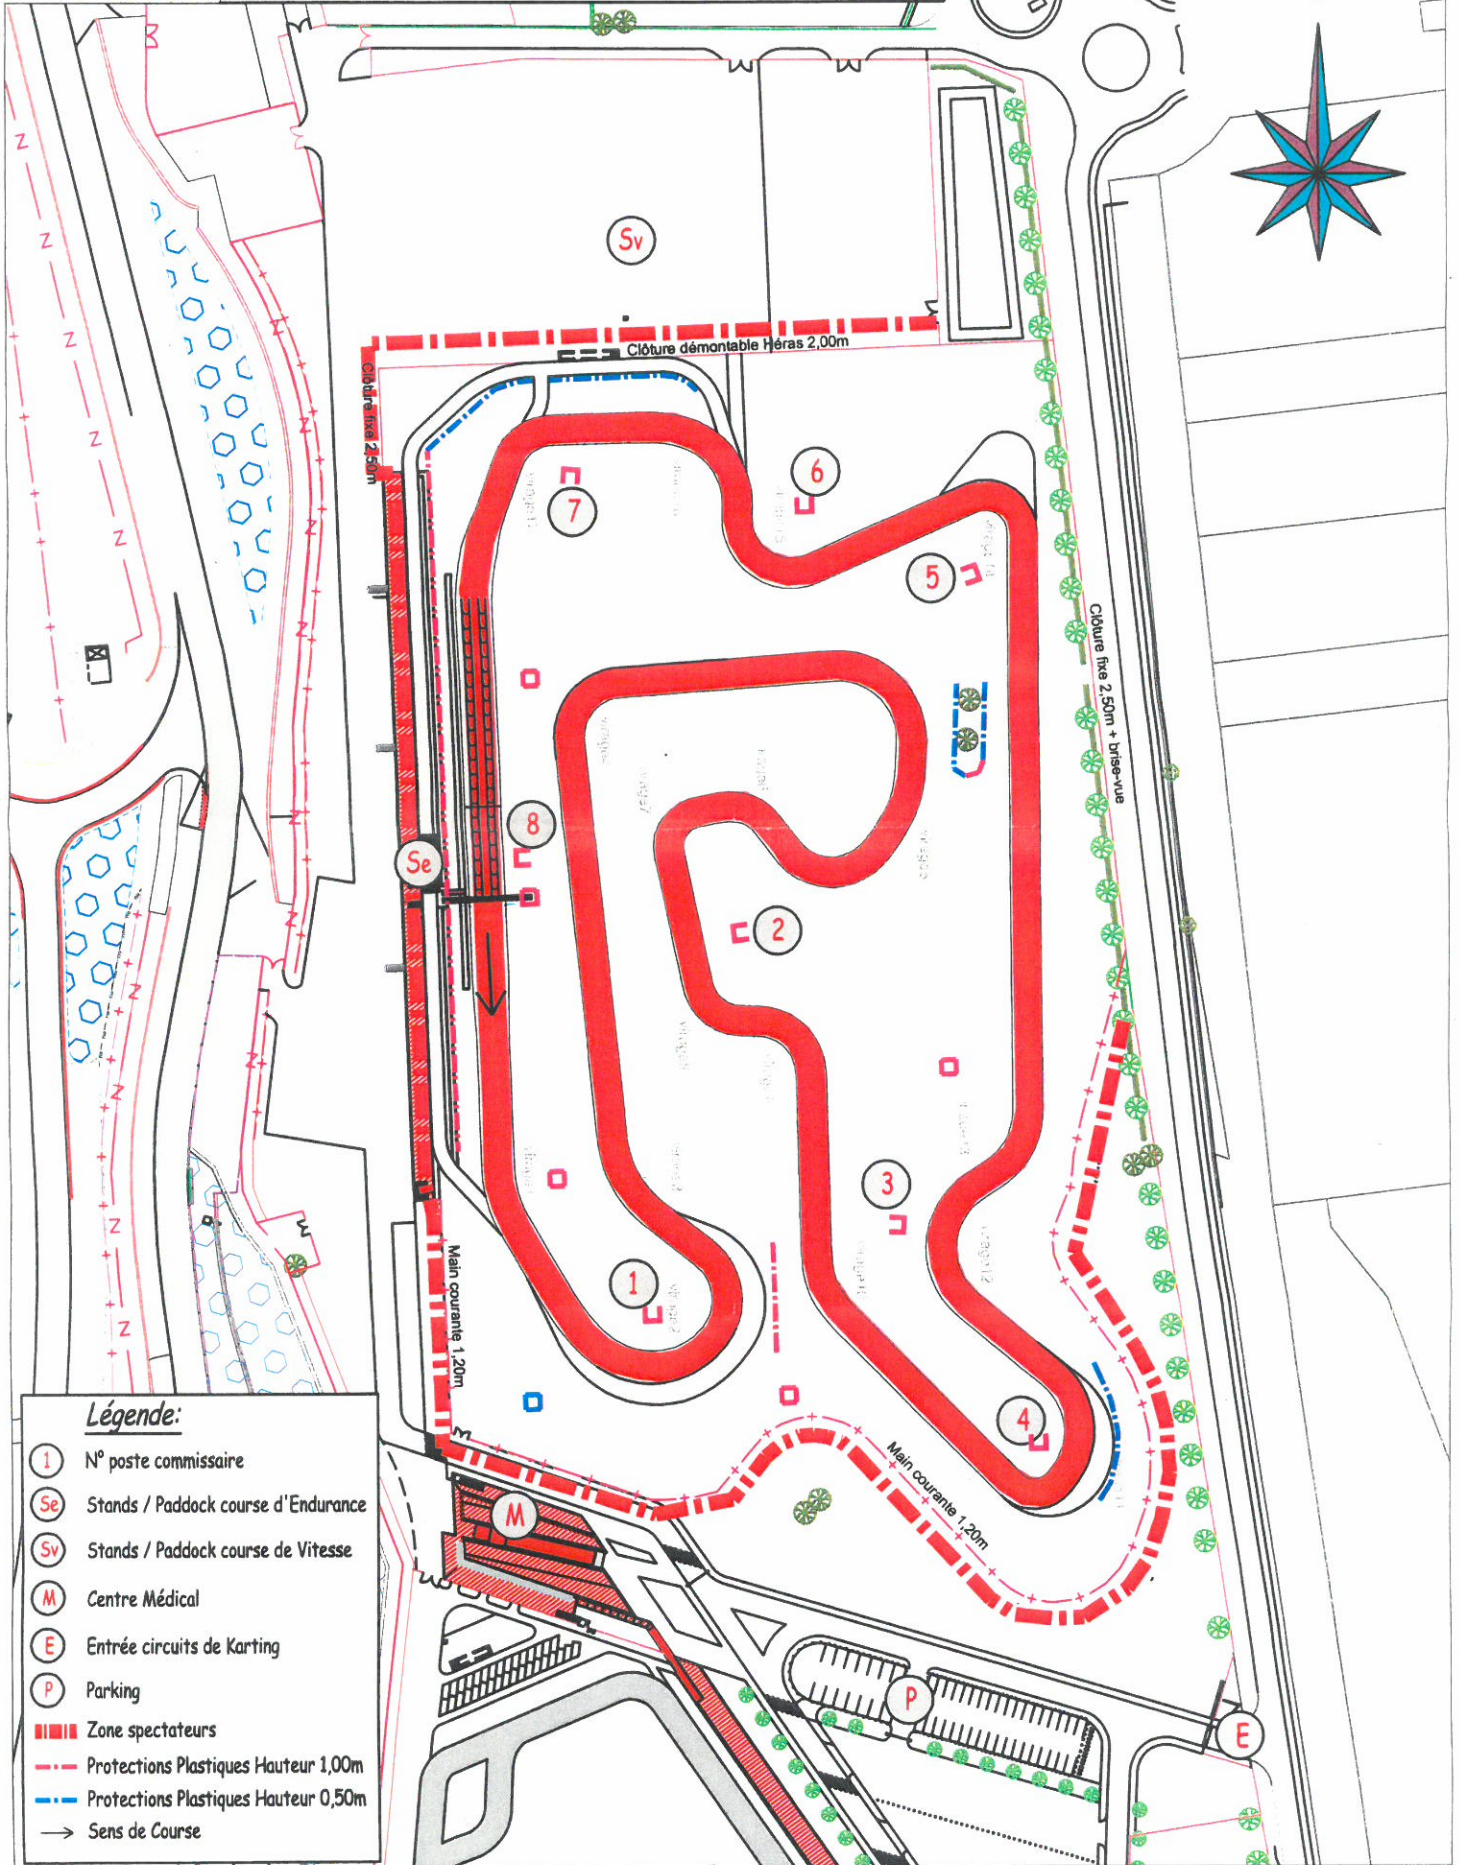 Sv
Clôture démontable Héras 2,00m
Clôture fixe 2,50m
6
7
5
Clôture fixe 2,50m + brise-vue
8
Se
2
3
1
Main courante 1,20m
4
Main courante 1,20m
M
P
E
Légende:
1 N° poste commissaire
Se Stands / Paddock course d'Endurance
Sv Stands / Paddock course de Vitesse
M Centre Médical
E Entrée circuits de Karting
P Parking
Zone spectateurs
Protections Plastiques Hauteur 1,00m
Protections Plastiques Hauteur 0,50m
Sens de Course